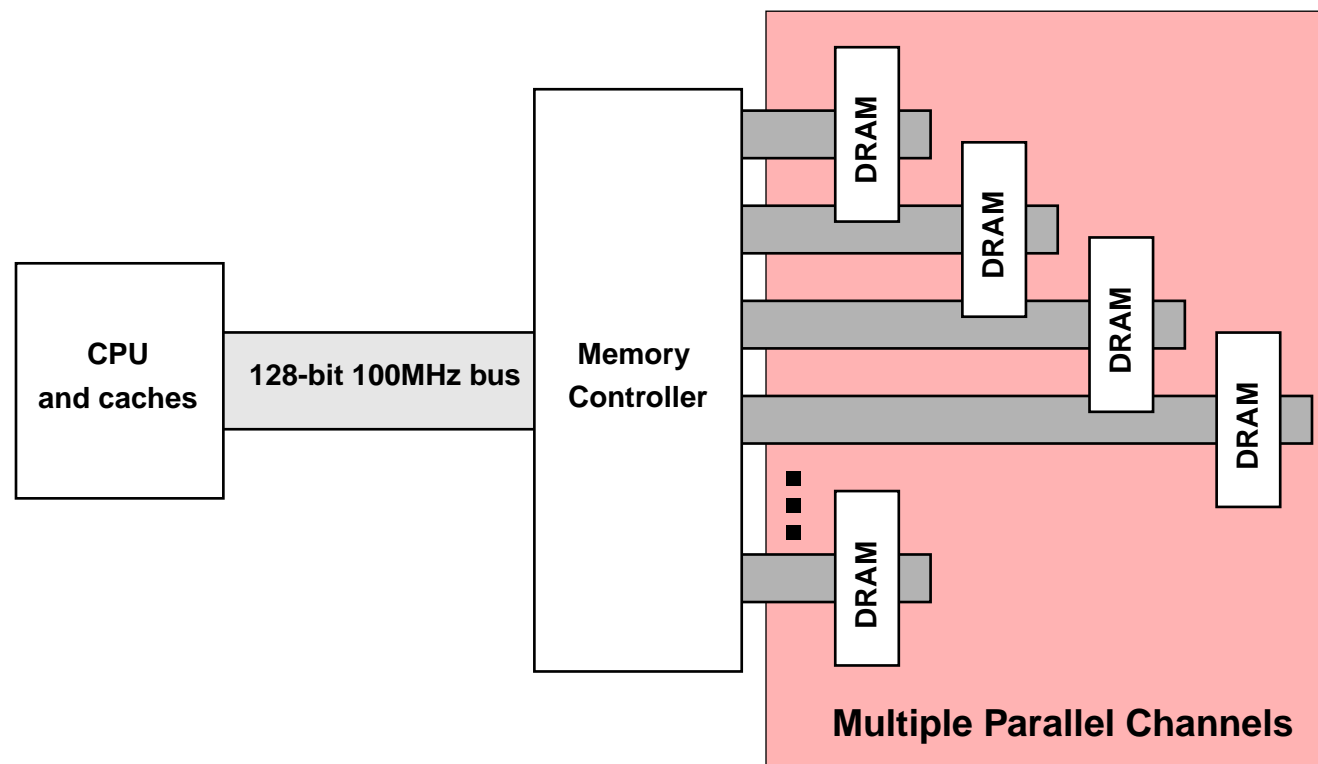 DRAM
DRAM
DRAM
DRAM
CPU
and caches
128-bit 100MHz bus
Memory
Controller
DRAM
Multiple Parallel Channels